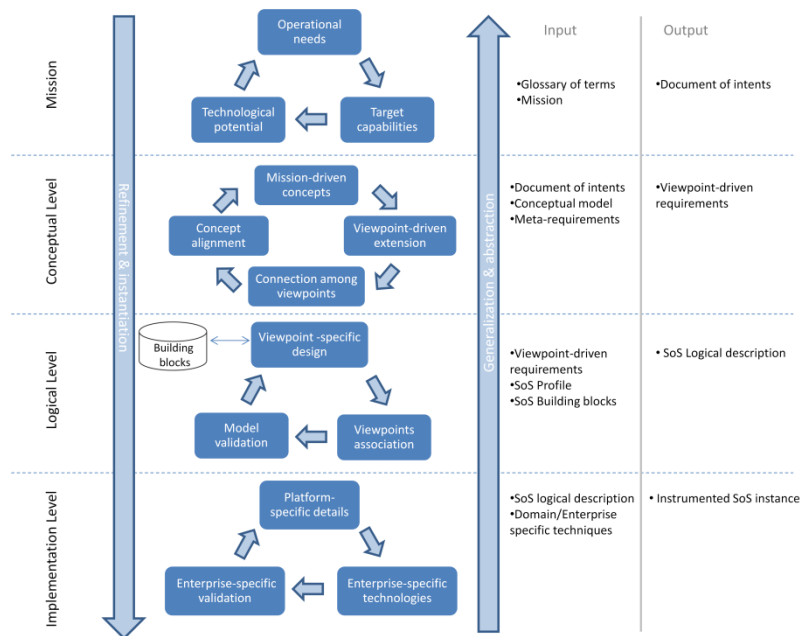 Input
Output
Mission
Operational
needs
Technological
potential
Target
capabilities
•Glossary of terms
•Mission
•Document of intents
Refinement & instantiation
Generalization & abstraction
Conceptual Level
Mission-driven
concepts
Concept
alignment
Viewpoint-driven
extension
Connection among
viewpoints
•Document of intents
•Conceptual model
•Meta-requirements
•Viewpoint-driven
requirements
Logical Level
Building
blocks
Viewpoint -specific
design
Model
validation
Viewpoints
association
•Viewpoint-driven
requirements
•SoS Profile
•SoS Building blocks
• SoS Logical description
Implementation Level
Platform-
specific details
Enterprise-specific
validation
Enterprise-specific
technologies
•SoS logical description
•Domain/Enterprise
specific techniques
• Instrumented SoS instance